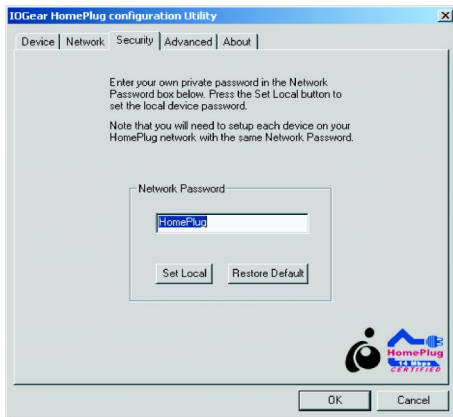 IOGear HomePlug configuration Utility
Device Network Security Advanced About
Enter your own private password in the Network
Password box below. Press the Set Local button to
set the local device password.
Note that you will need to setup each device on your
HomePlug network with the same Network Password.
Network Password
HomePlug
Set Local Restore Default
HomePlug
14 Mbps
CERTIFIED
OK Cancel